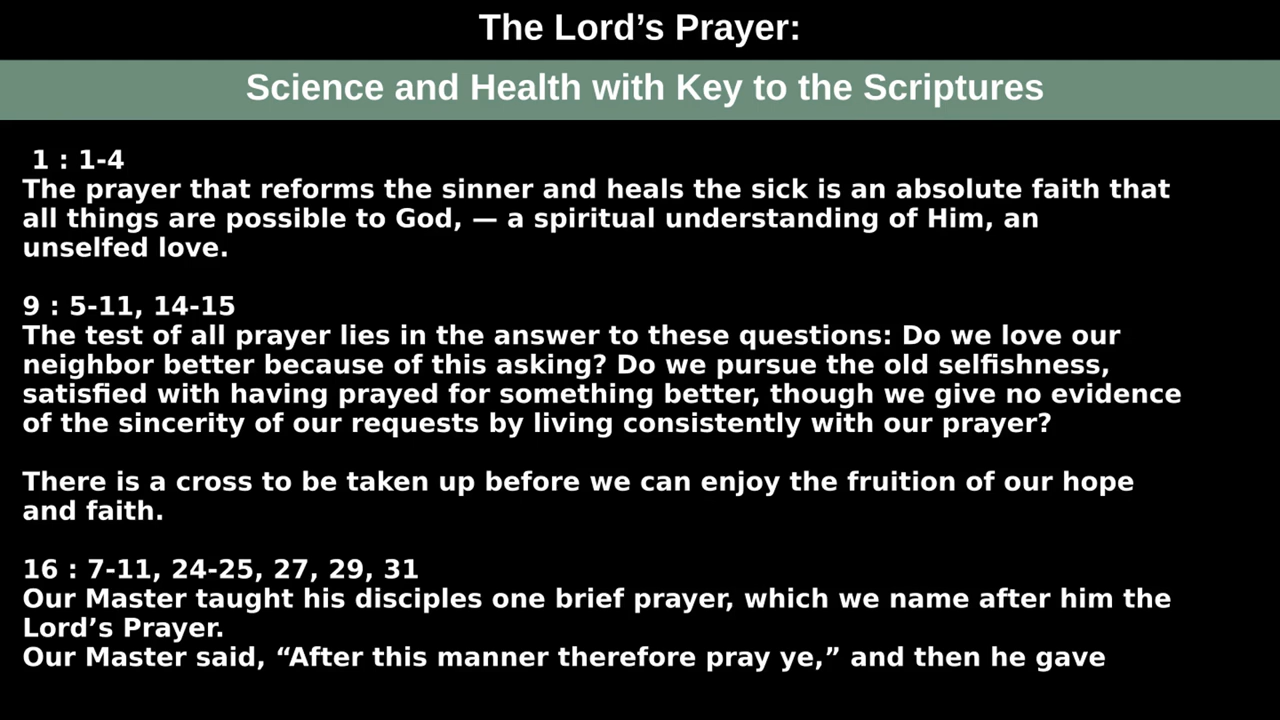 The Lord’s Prayer:
Science and Health with Key to the Scriptures
1 : 1-4
The prayer that reforms the sinner and heals the sick is an absolute faith that
all things are possible to God, — a spiritual understanding of Him, an
unselfed love.
9 : 5-11, 14-15
The test of all prayer lies in the answer to these questions: Do we love our
neighbor better because of this asking? Do we pursue the old selfishness,
satisfied with having prayed for something better, though we give no evidence
of the sincerity of our requests by living consistently with our prayer?
There is a cross to be taken up before we can enjoy the fruition of our hope
and faith.
16 : 7-11, 24-25, 27, 29, 31
Our Master taught his disciples one brief prayer, which we name after him the
Lord’s Prayer.
Our Master said, “After this manner therefore pray ye,” and then he gave